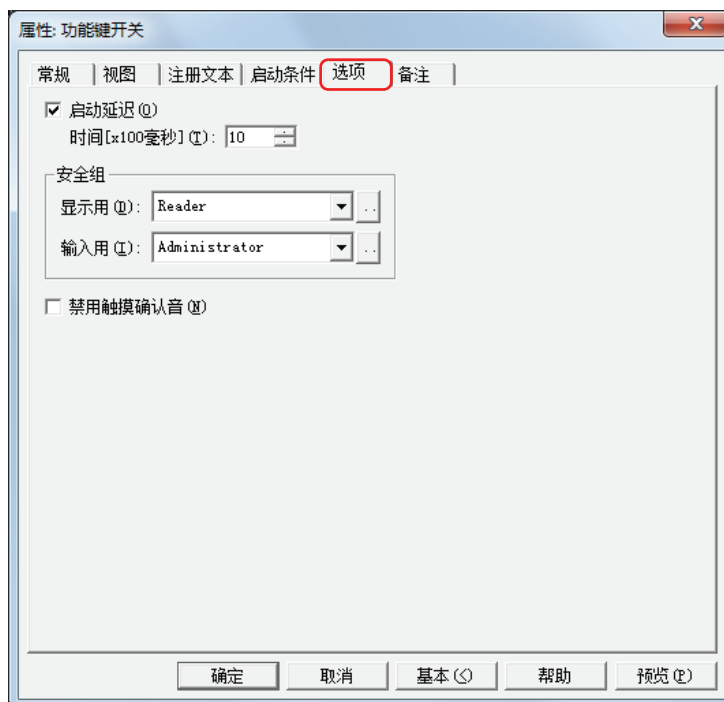 属性: 功能键开关
常规 视图 注册文本 启动条件 选项 备注
启动延迟(O)
时间[x100毫秒](T): 10
安全组
显示用(D): Reader ..
输入用(I): Administrator ..
禁用触摸确认音(N)
确定 取消 基本(<) 帮助 预览(P)